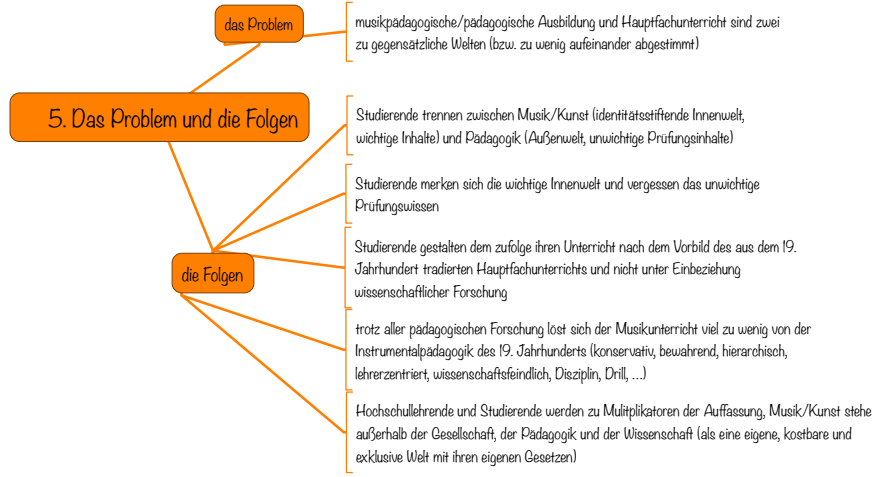 das Problem
musikpädagogische/pädagogische Ausbildung und Hauptfachunterricht sind zwei
zu gegensätzliche Welten (bzw. zu wenig aufeinander abgestimmt)
5. Das Problem und die Folgen
Studierende trennen zwischen Musik/Kunst (identitätsstiftende Innenwelt,
wichtige Inhalte) und Pädagogik (Außenwelt, unwichtige Prüfungsinhalte)
Studierende merken sich die wichtige Innenwelt und vergessen das unwichtige
Prüfungswissen
die Folgen
Studierende gestalten dem zufolge ihren Unterricht nach dem Vorbild des aus dem 19.
Jahrhundert tradierten Hauptfachunterrichts und nicht unter Einbeziehung
wissenschaftlicher Forschung
trotz aller pädagogischen Forschung löst sich der Musikunterricht viel zu wenig von der
Instrumentalpädagogik des 19. Jahrhunderts (konservativ, bewahrend, hierarchisch,
lehrerzentriert, wissenschaftsfeindlich, Disziplin, Drill, ...)
Hochschullehrende und Studierende werden zu Mulitplikatoren der Auffassung, Musik/Kunst stehe
außerhalb der Gesellschaft, der Pädagogik und der Wissenschaft (als eine eigene, kostbare und
exklusive Welt mit ihren eigenen Gesetzen)